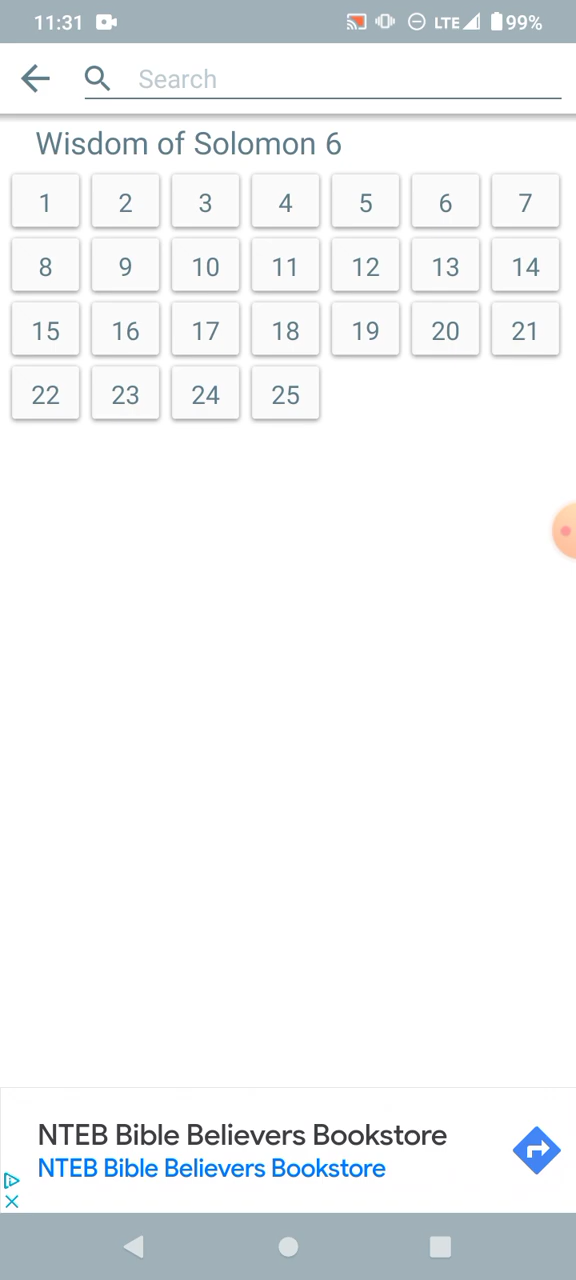 11:31 LTE 99%
Search
Wisdom of Solomon 6
1 2 3 4 5 6 7
8 9 10 11 12 13 14
15 16 17 18 19 20 21
22 23 24 25
NTEB Bible Believers Bookstore
NTEB Bible Believers Bookstore